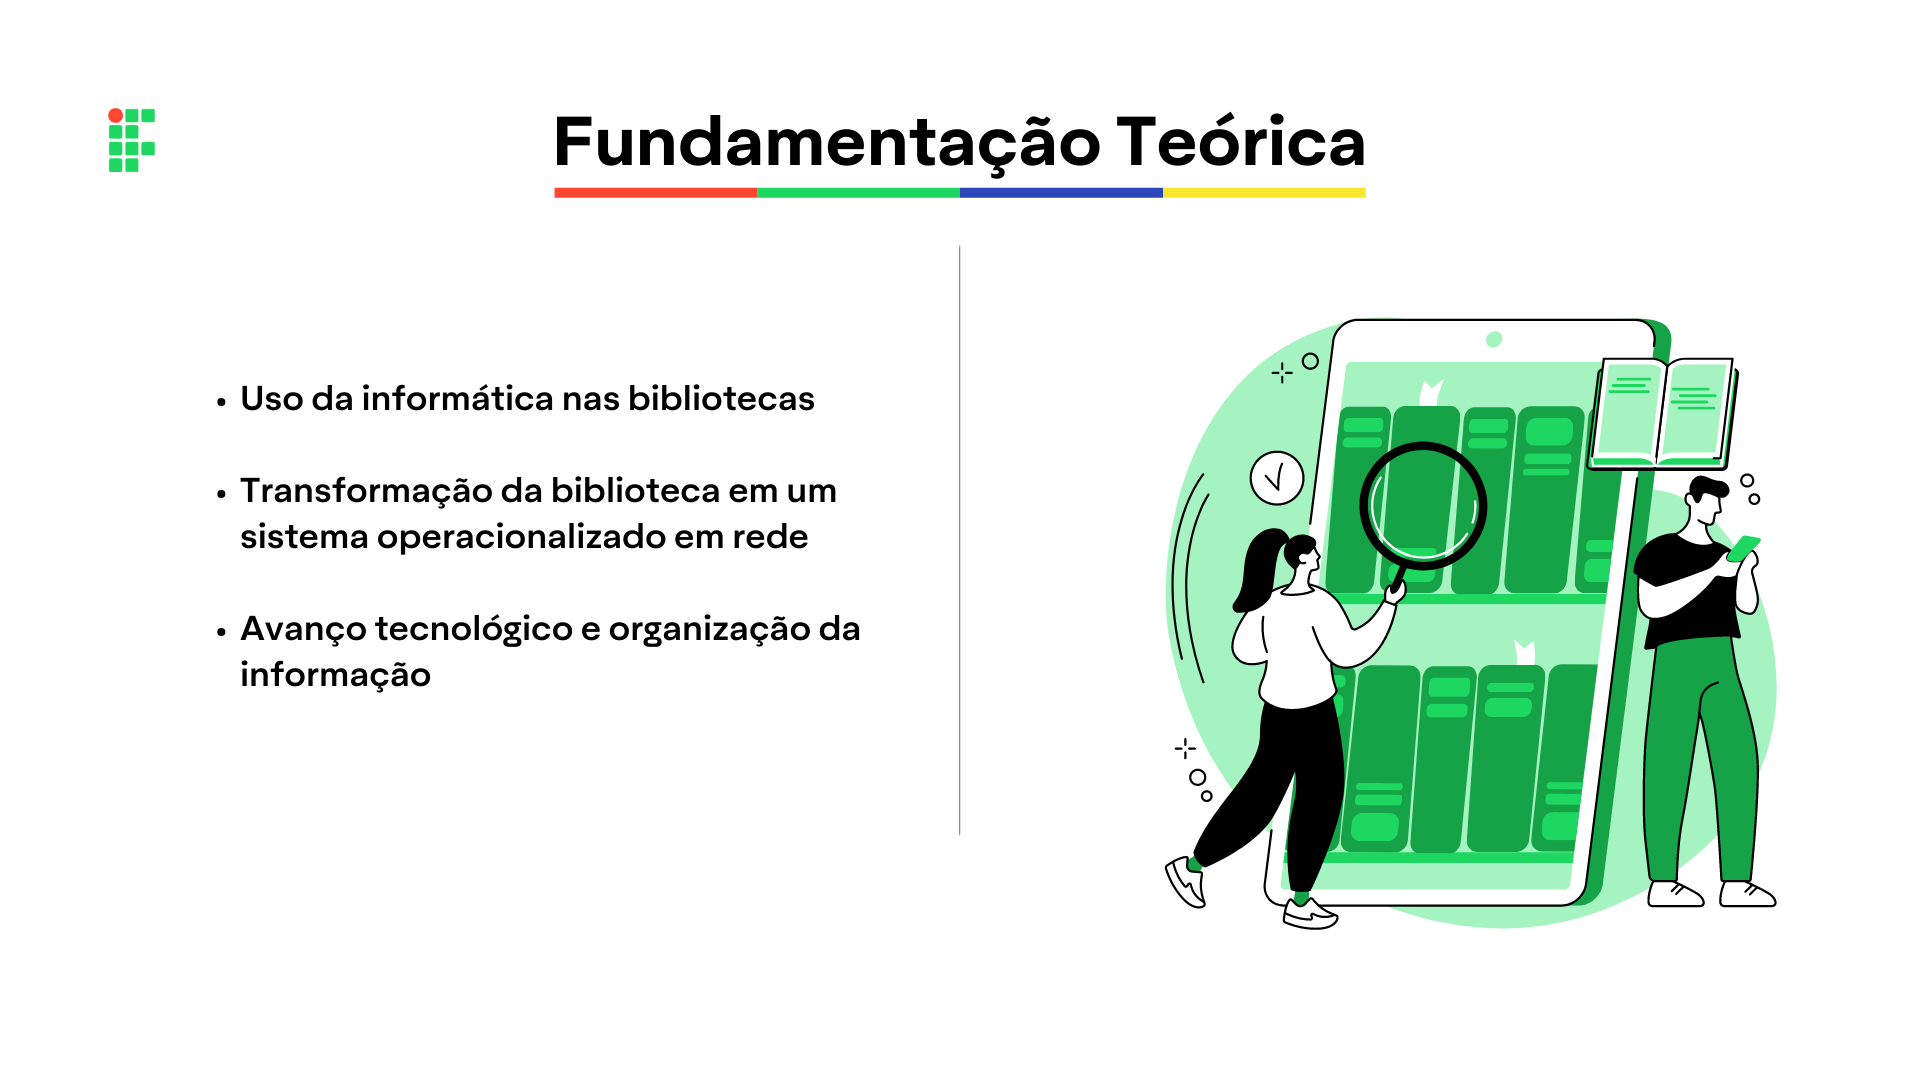 Fundamentação Teórica
• Uso da informática nas bibliotecas
• Transformação da biblioteca em um
sistema operacionalizado em rede
• Avanço tecnológico e organização da
informação